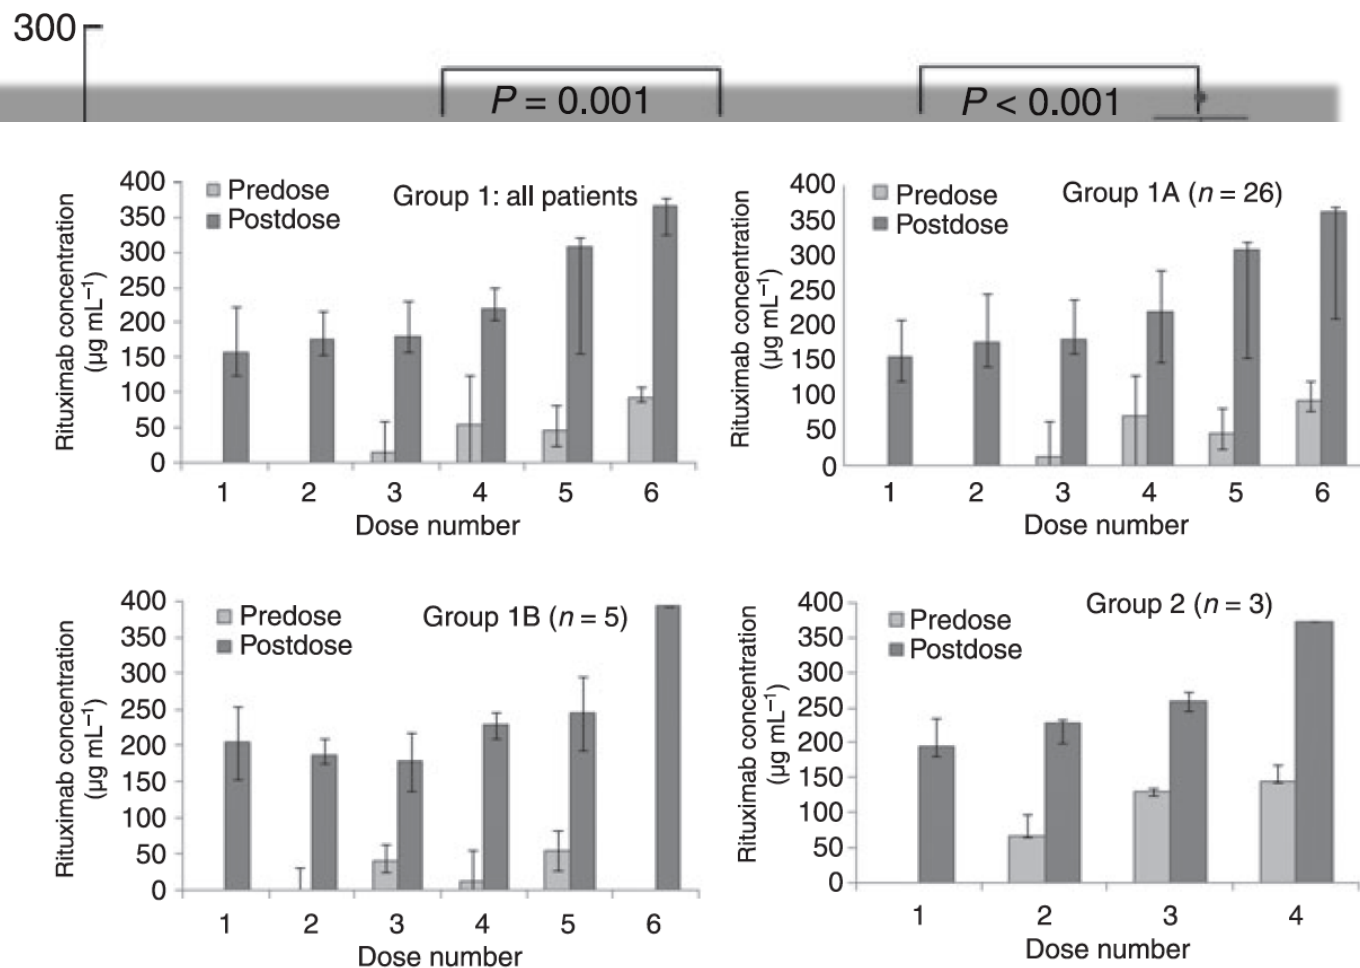 300
P = 0.001
P < 0.001
400
350
300
250
200
150
100
50
0
Predose
Postdose
Group 1: all patients
Rituximab concentration
(µg mL⁻¹)
1 2 3 4 5 6
Dose number
400
350
300
250
200
150
100
50
0
Predose
Postdose
Group 1A (n = 26)
Rituximab concentration
(µg mL⁻¹)
1 2 3 4 5 6
Dose number
400
350
300
250
200
150
100
50
0
Predose
Postdose
Group 1B (n = 5)
Rituximab concentration
(µg mL⁻¹)
1 2 3 4 5 6
Dose number
400
350
300
250
200
150
100
50
0
Predose
Postdose
Group 2 (n = 3)
Rituximab concentration
(µg mL⁻¹)
1 2 3 4
Dose number